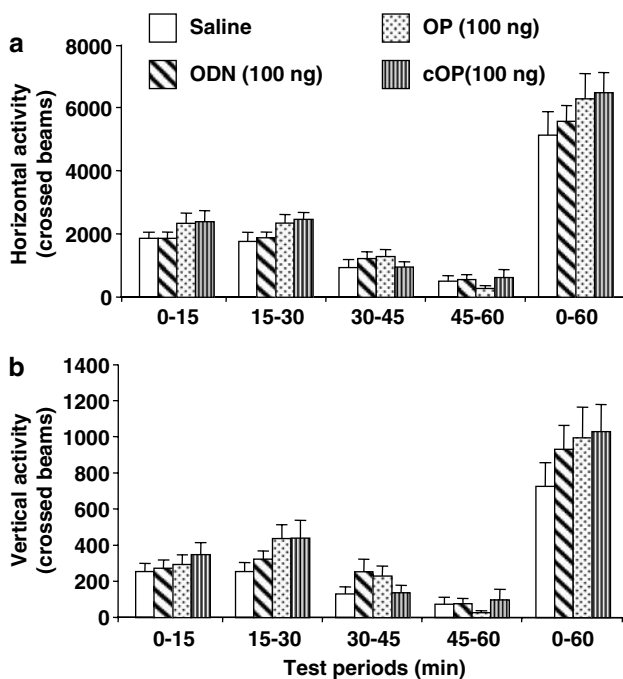 a
Saline
OP (100 ng)
ODN (100 ng)
cOP(100 ng)
Horizontal activity
(crossed beams)
8000
6000
4000
2000
0
0-15 15-30 30-45 45-60 0-60
b
Vertical activity
(crossed beams)
1400
1200
1000
800
600
400
200
0
0-15 15-30 30-45 45-60 0-60
Test periods (min)